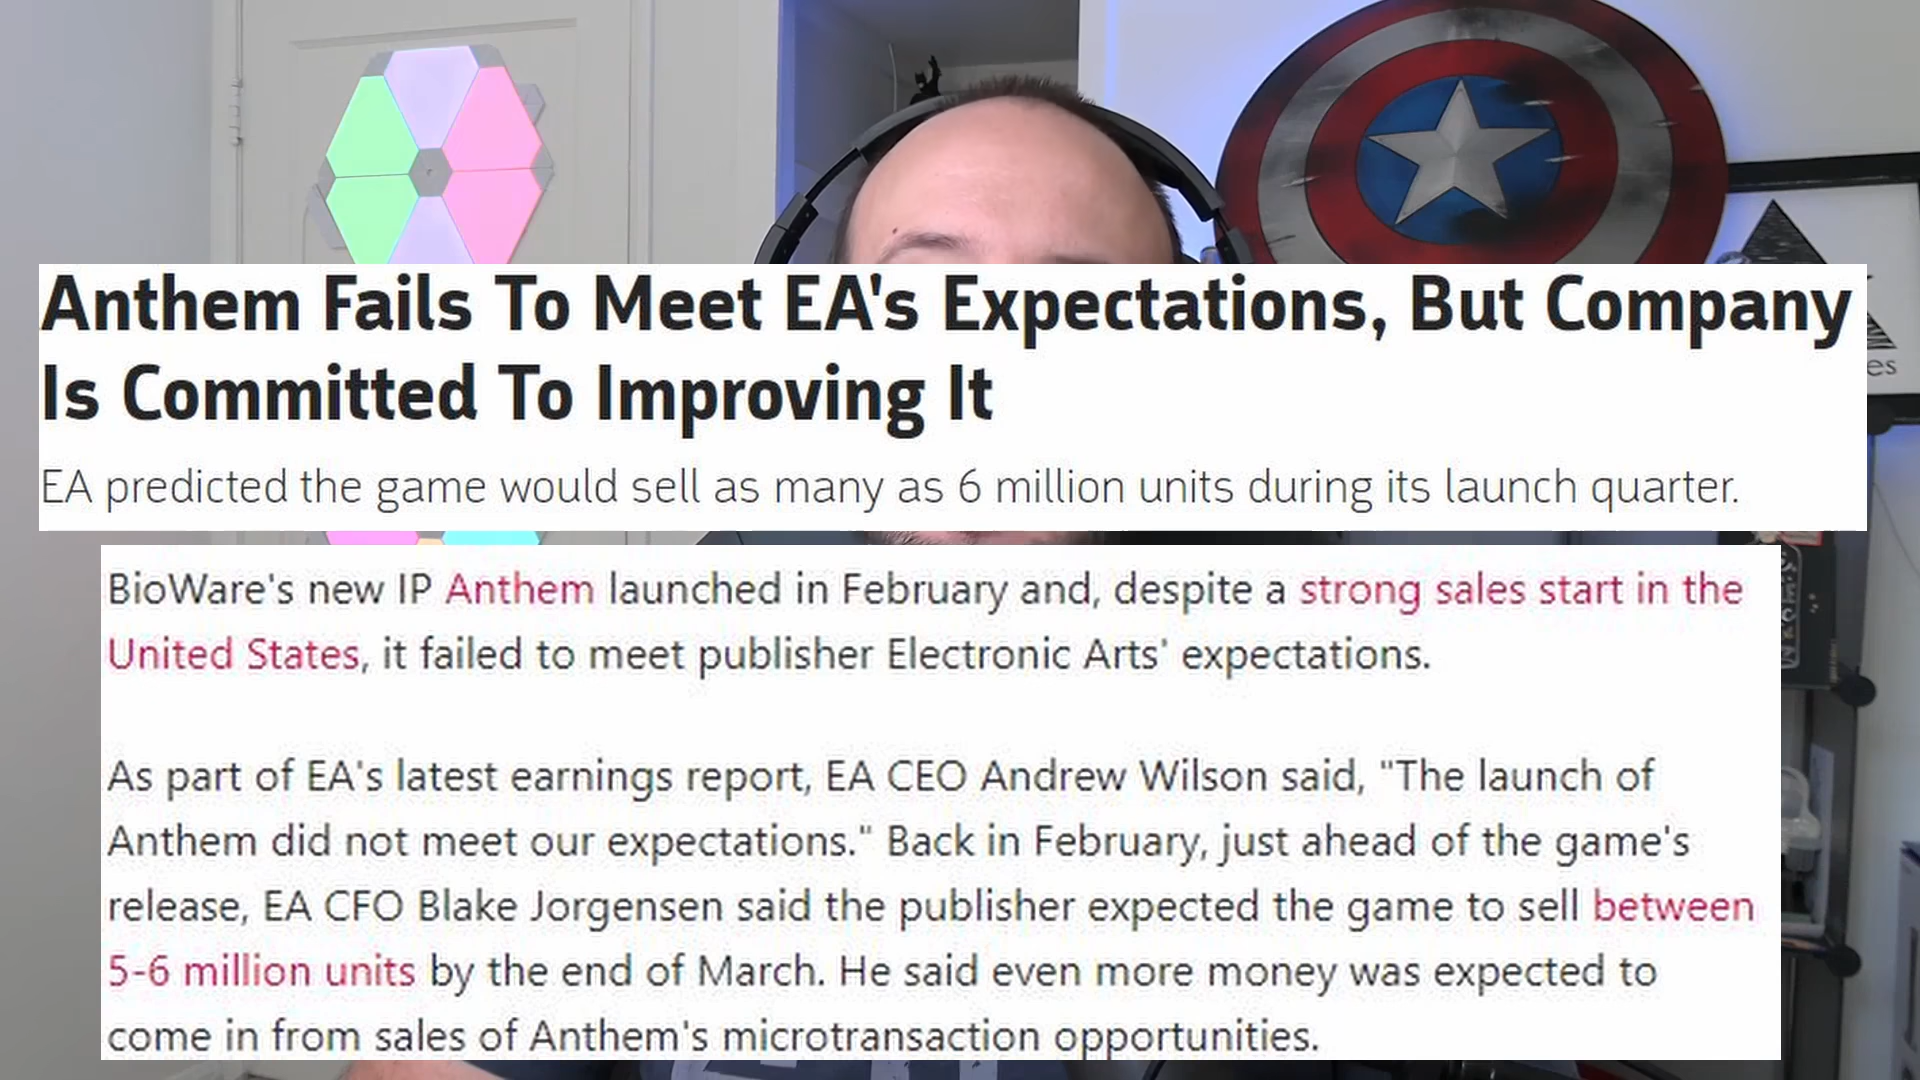 Anthem Fails To Meet EA's Expectations, But Company
Is Committed To Improving It
EA predicted the game would sell as many as 6 million units during its launch quarter.
BioWare's new IP Anthem launched in February and, despite a strong sales start in the
United States, it failed to meet publisher Electronic Arts' expectations.
As part of EA's latest earnings report, EA CEO Andrew Wilson said, "The launch of
Anthem did not meet our expectations." Back in February, just ahead of the game's
release, EA CFO Blake Jorgensen said the publisher expected the game to sell between
5-6 million units by the end of March. He said even more money was expected to
come in from sales of Anthem's microtransaction opportunities.